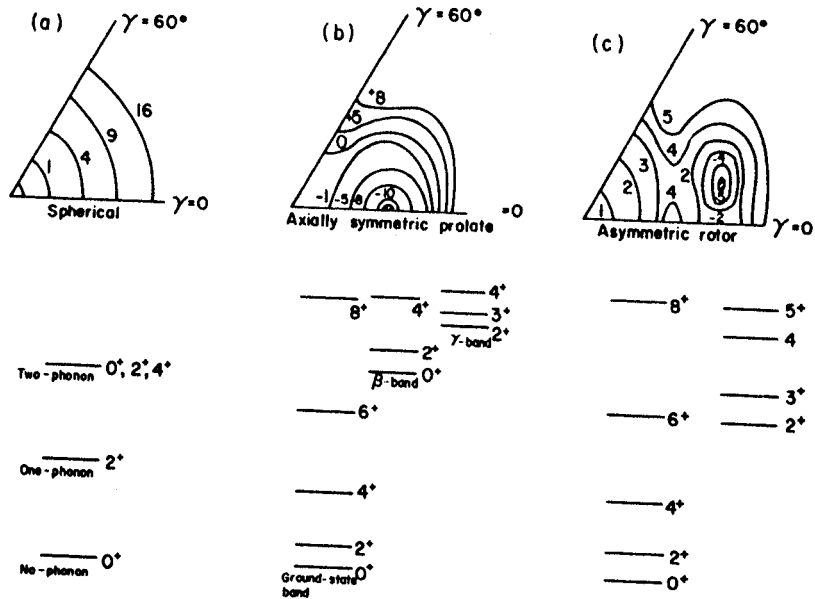 (a)
γ=60°
1
4
9
16
γ=0
Spherical
(b)
γ=60°
+8
+5
0
-1
-5
-8
-10
=0
Axially symmetric prolate
(c)
γ=60°
5
4
3
2
1
2
4
-4
-2
γ=0
Asymmetric rotor
Two-phonon
0⁺, 2⁺, 4⁺
One-phonon
2⁺
No-phonon
0⁺
8⁺
4⁺
4⁺
3⁺
γ-band 2⁺
2⁺
β-band 0⁺
6⁺
4⁺
2⁺
Ground-state 0⁺
band
8⁺
5⁺
4
3⁺
6⁺
2⁺
4⁺
2⁺
0⁺